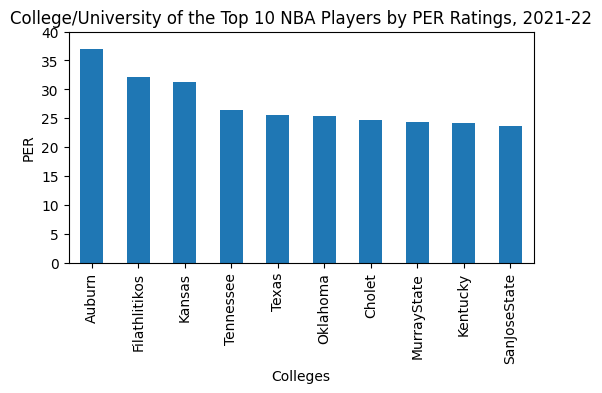 College/University of the Top 10 NBA Players by PER Ratings, 2021-22
40
35
30
25
20
15
10
5
0
PER
Auburn
Filathlitikos
Kansas
Tennessee
Texas
Oklahoma
Cholet
MurrayState
Kentucky
SanJoseState
Colleges